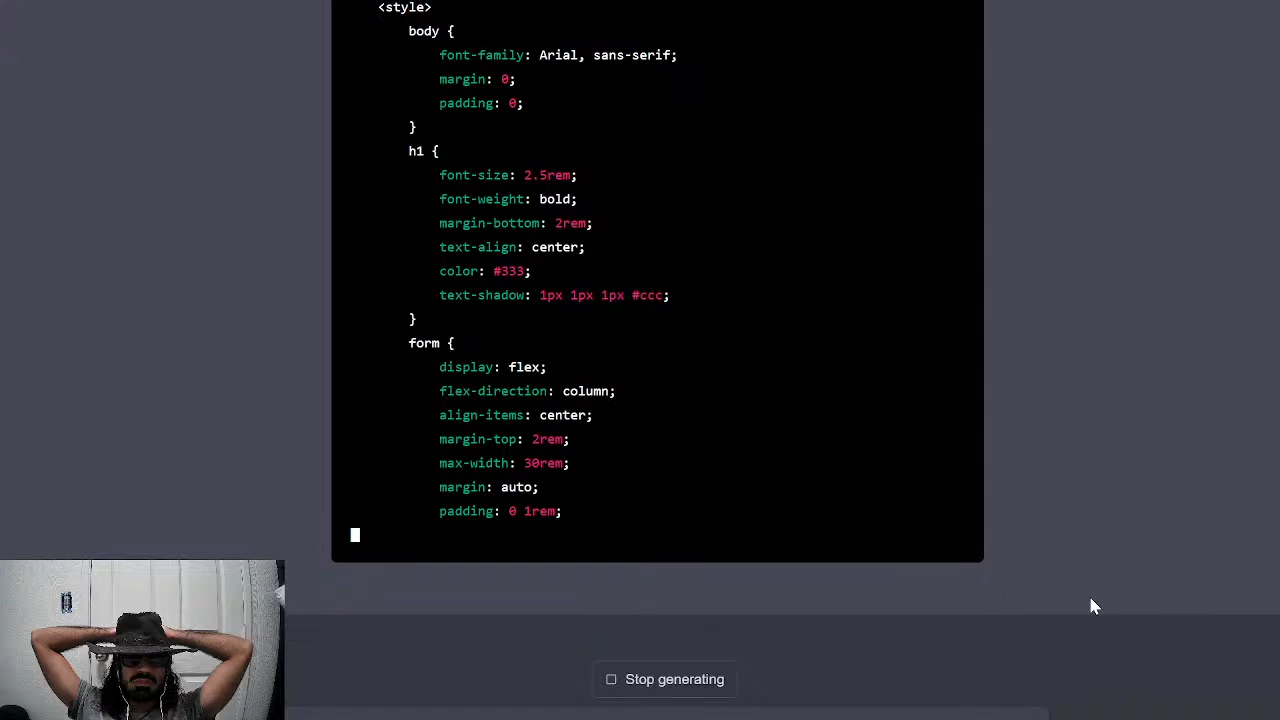 <style>
body {
font-family: Arial, sans-serif;
margin: 0;
padding: 0;
}
h1 {
font-size: 2.5rem;
font-weight: bold;
margin-bottom: 2rem;
text-align: center;
color: #333;
text-shadow: 1px 1px 1px #ccc;
}
form {
display: flex;
flex-direction: column;
align-items: center;
margin-top: 2rem;
max-width: 30rem;
margin: auto;
padding: 0 1rem;
Stop generating